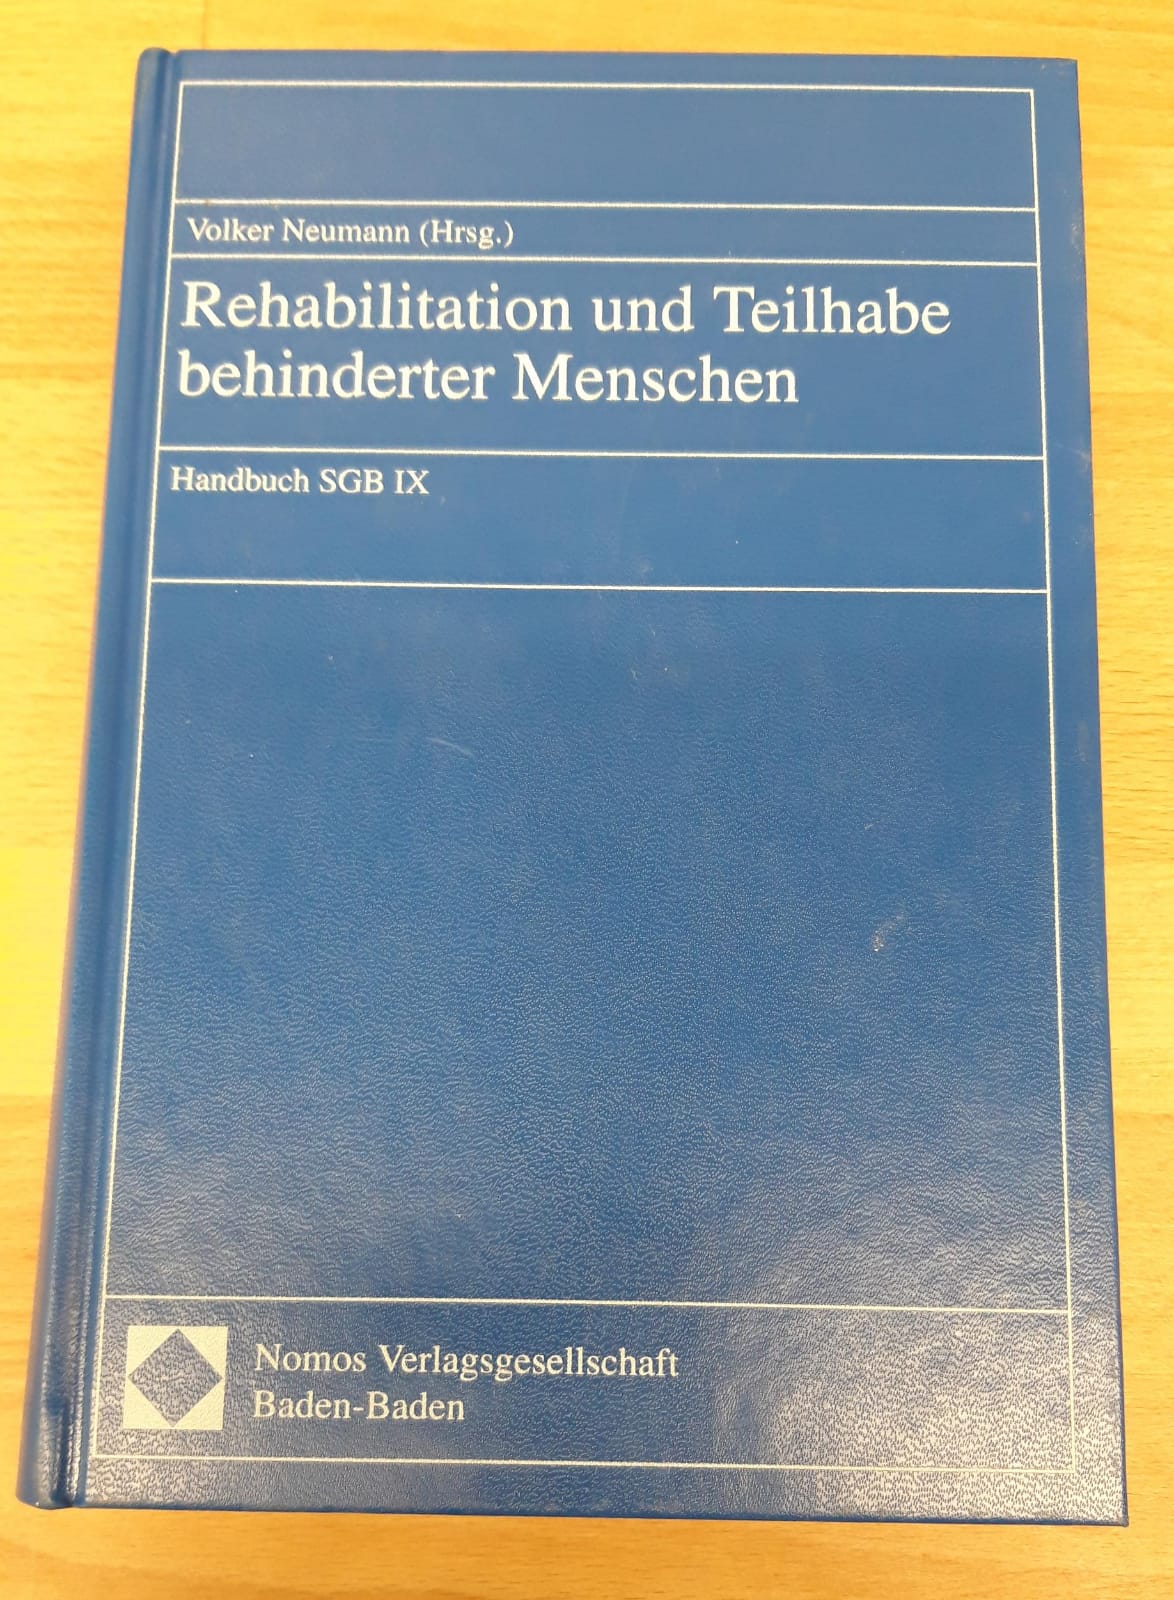 Volker Neumann (Hrsg.)
Rehabilitation und Teilhabe
behinderter Menschen
Handbuch SGB IX
Nomos Verlagsgesellschaft
Baden-Baden